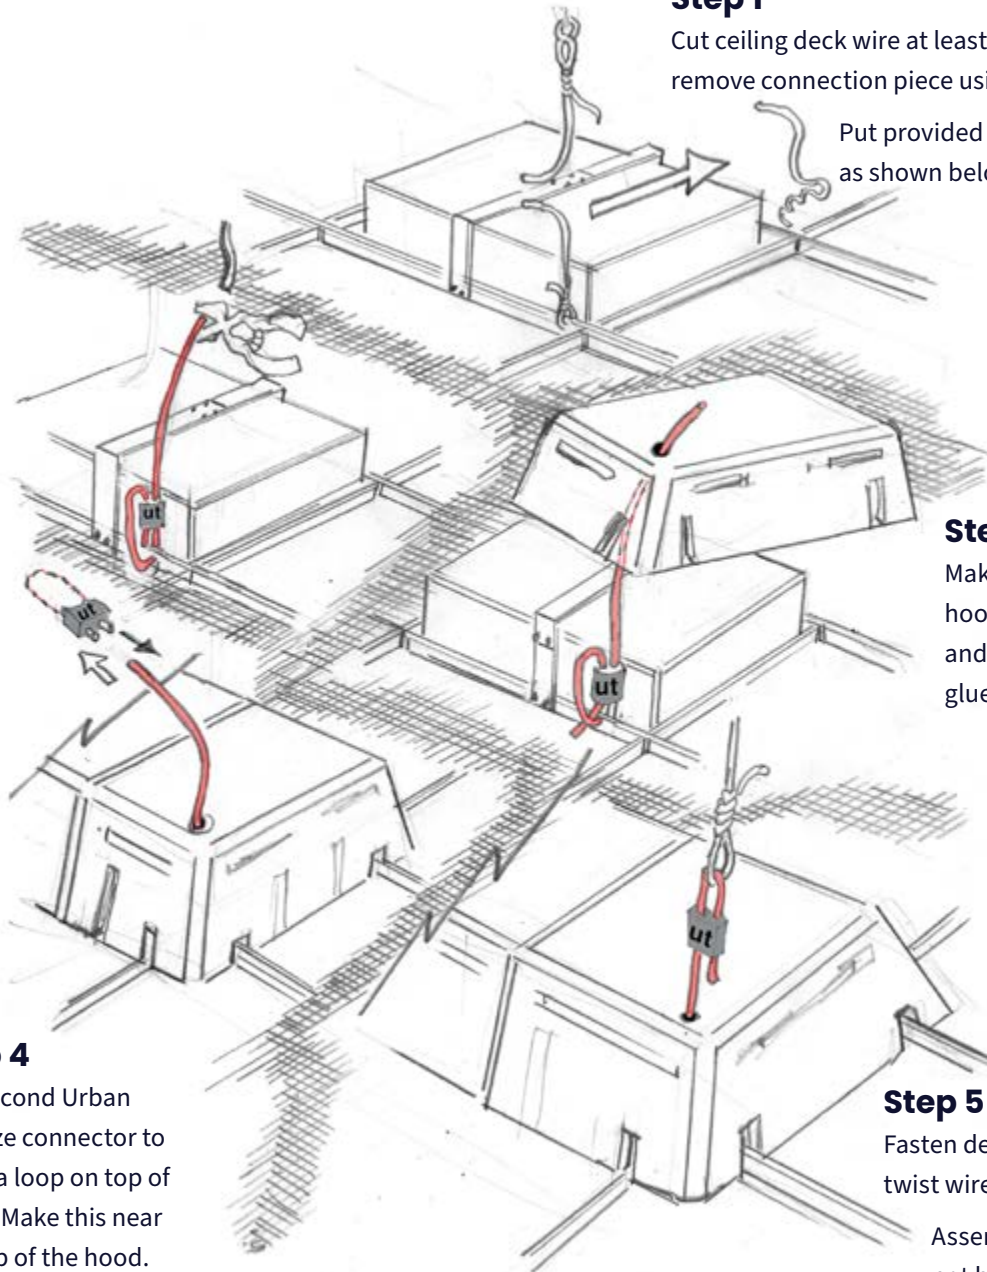 Step 1
Cut ceiling deck wire at least
remove connection piece usi
Put provided
as shown belo
ut
ut
ut
Ste
Mak
hoo
and
glue
ut
4
cond Urban
ze connector to
a loop on top of
Make this near
p of the hood.
Step 5
Fasten de
twist wire
Asser